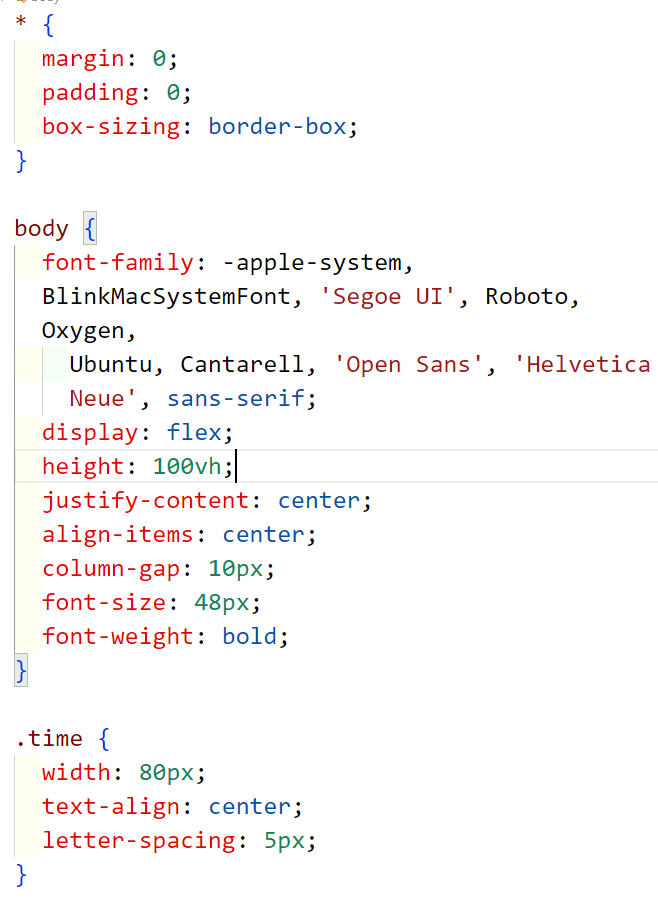 * {
margin: 0;
padding: 0;
box-sizing: border-box;
}
body {
font-family: -apple-system,
BlinkMacSystemFont, 'Segoe UI', Roboto,
Oxygen,
Ubuntu, Cantarell, 'Open Sans', 'Helvetica
Neue', sans-serif;
display: flex;
height: 100vh;
justify-content: center;
align-items: center;
column-gap: 10px;
font-size: 48px;
font-weight: bold;
}
.time {
width: 80px;
text-align: center;
letter-spacing: 5px;
}